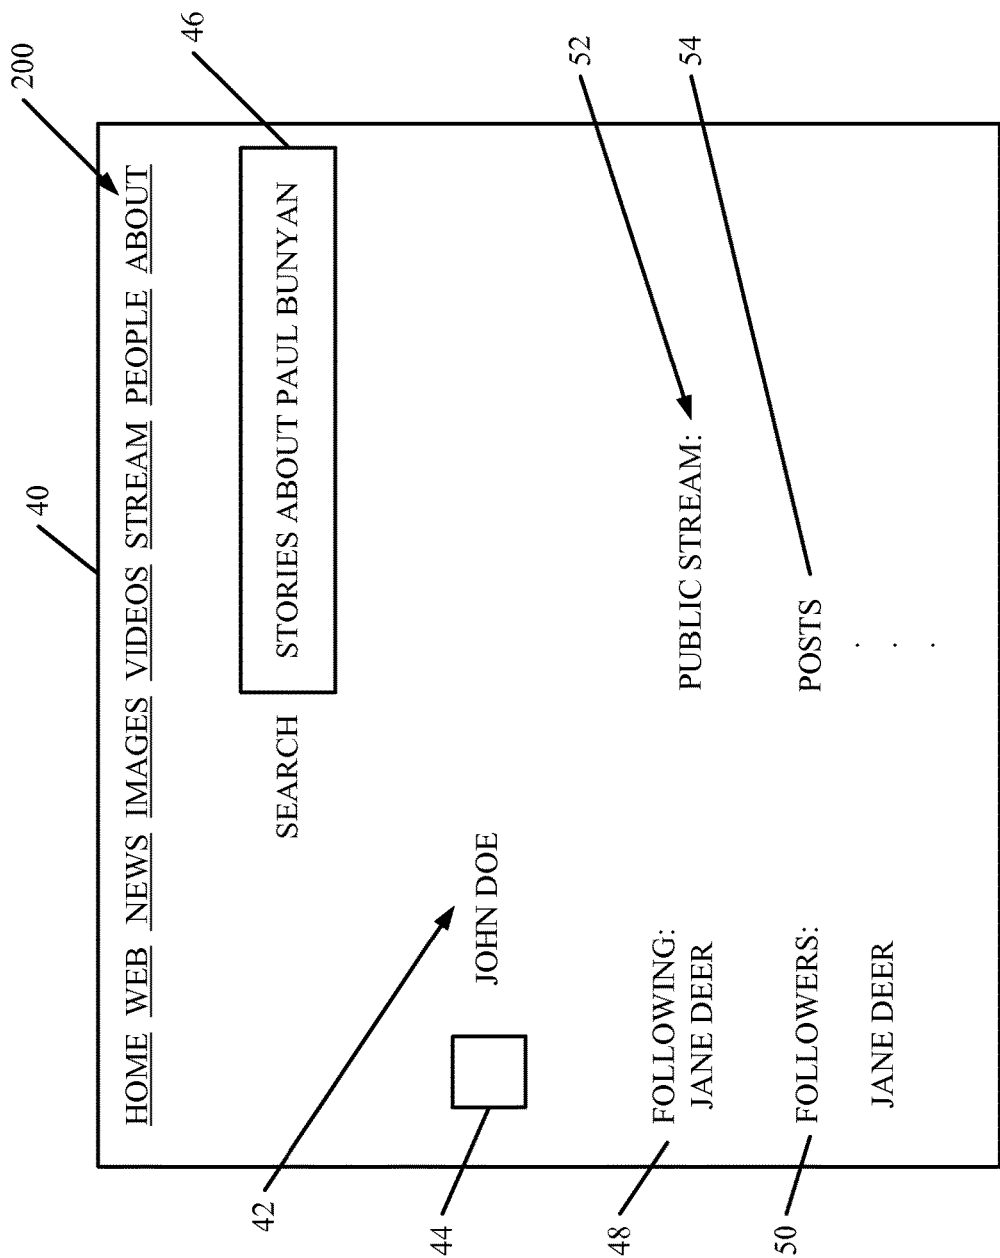 40
200
HOME WEB NEWS IMAGES VIDEOS STREAM PEOPLE ABOUT
46
SEARCH STORIES ABOUT PAUL BUNYAN
42
JOHN DOE
44
52
48
FOLLOWING:
JANE DEER
PUBLIC STREAM:
54
50
FOLLOWERS:
JANE DEER
POSTS
.
.
.